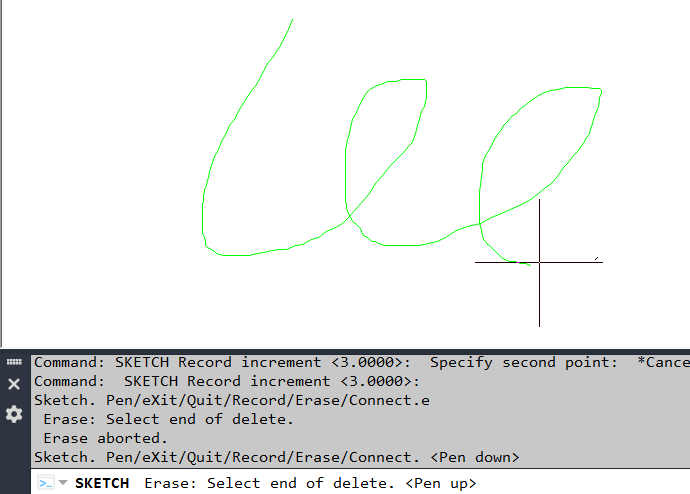 Command: SKETCH Record increment <3.0000>:  Specify second point:  *Cance
Command:  SKETCH Record increment <3.0000>:
Sketch. Pen/eXit/Quit/Record/Erase/Connect.e
Erase: Select end of delete.
Erase aborted.
Sketch. Pen/eXit/Quit/Record/Erase/Connect. <Pen down>
SKETCH Erase: Select end of delete. <Pen up>